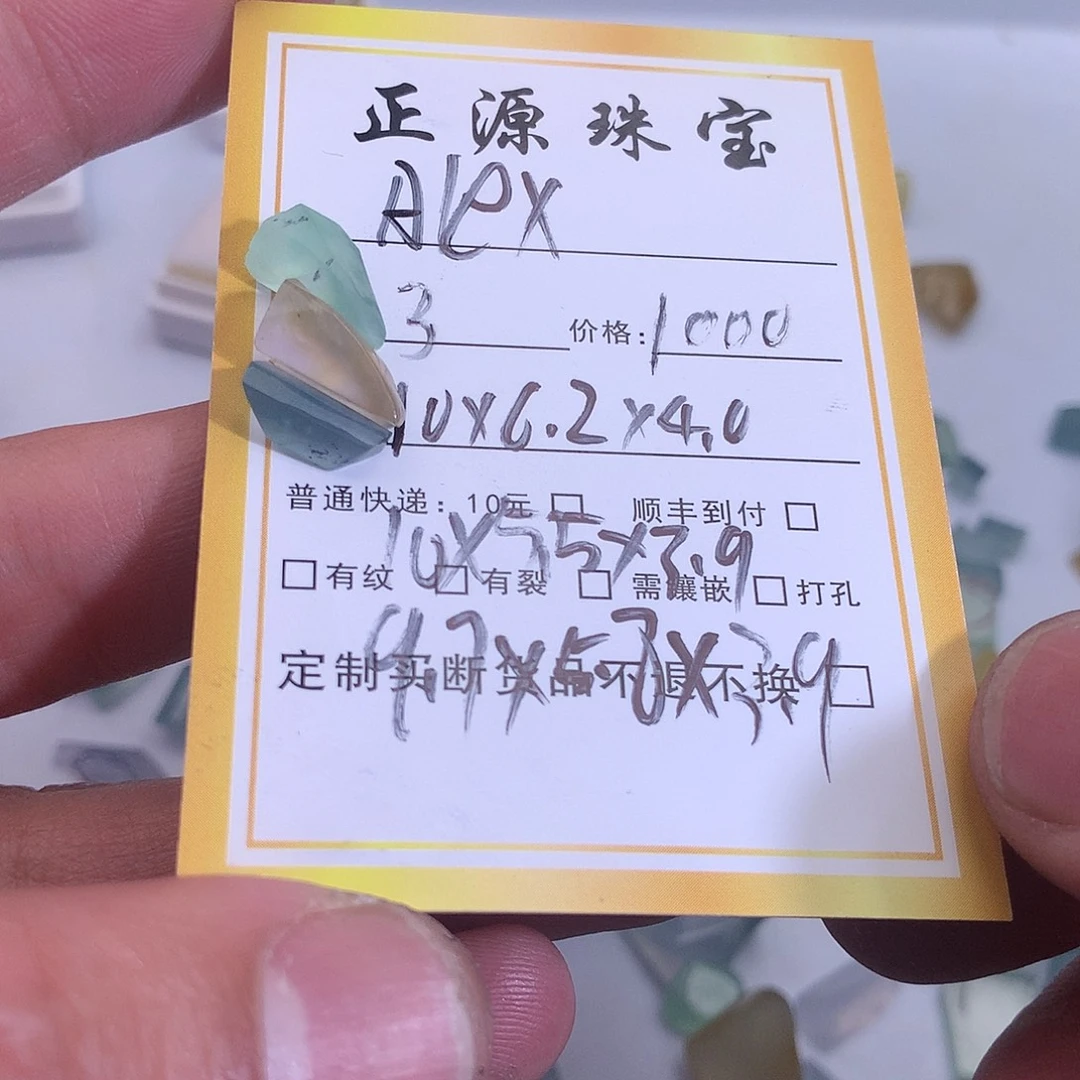 正源珠宝
Alex
3 价格:1000
10x6.2x4.0
普通快递:10元 □ 顺丰到付 □
10x5.5x3.9
□有纹 □有裂 □需镶嵌 □打孔
定制买断货品不退不换 □